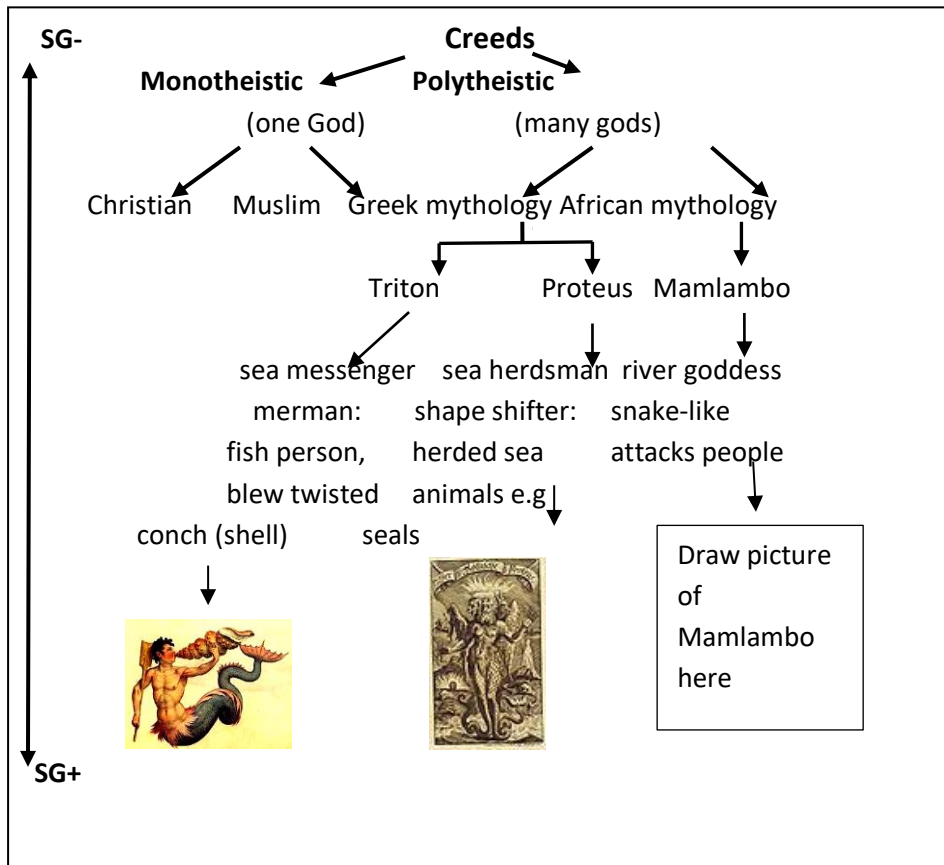 SG-
Creeds
Monotheistic Polytheistic
(one God) (many gods)
Christian Muslim Greek mythology African mythology
Triton Proteus Mamlambo
sea messenger sea herdsman river goddess
merman: shape shifter: snake-like
fish person, herded sea attacks people
blew twisted animals e.g
conch (shell) seals
Draw picture
of
Mamlambo
here
SG+